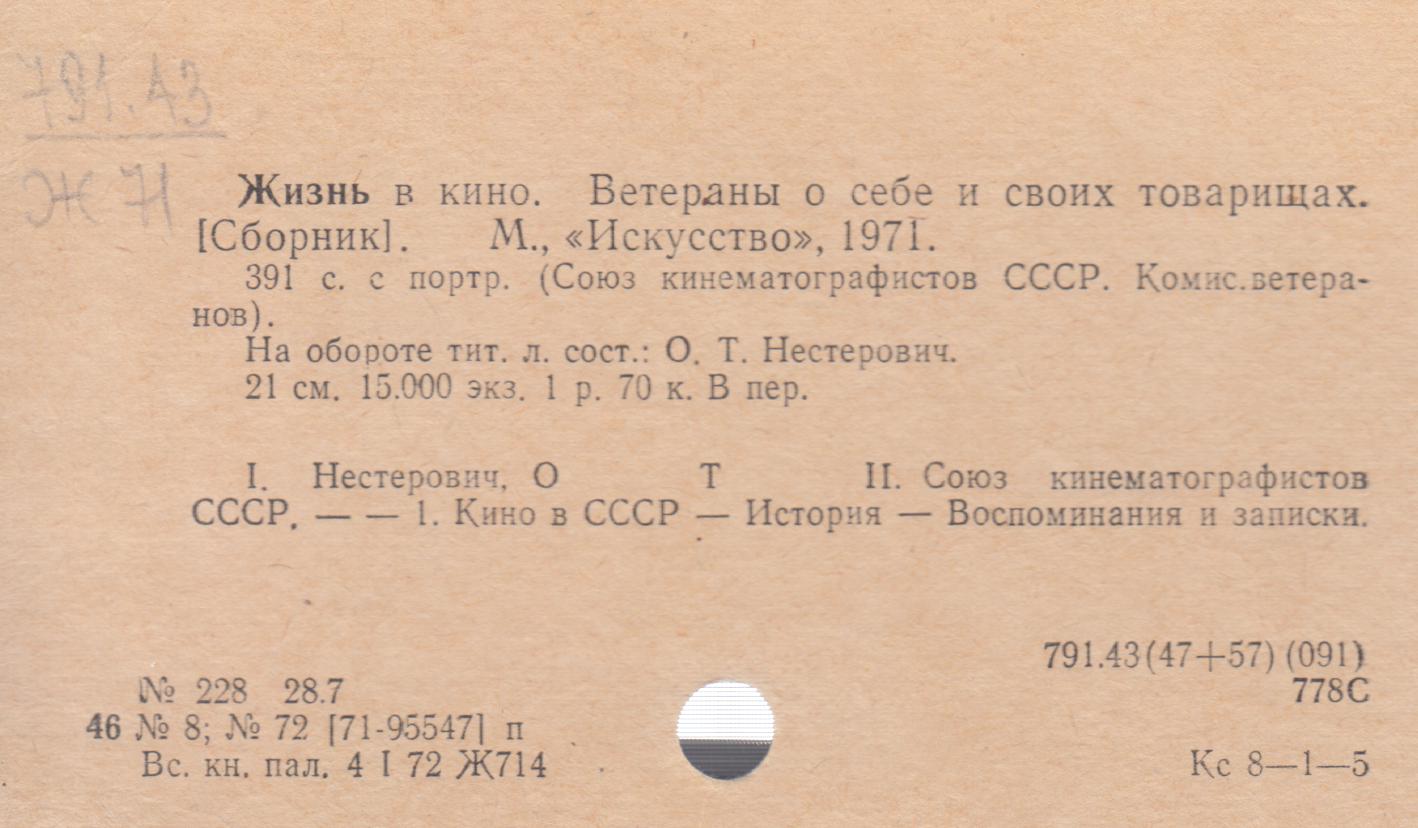 791.43
Ж 71
Жизнь в кино. Ветераны о себе и своих товарищах.
[Сборник]. М., «Искусство», 1971.
391 с. с портр. (Союз кинематографистов СССР. Комис.ветера-
нов).
На обороте тит. л. сост.: О. Т. Нестерович.
21 см. 15.000 экз. 1 р. 70 к. В пер.
I. Нестерович, О Т II. Союз кинематографистов
СССР. — — 1. Кино в СССР — История — Воспоминания и записки.
791.43(47+57) (091)
№ 228 28.7
778С
46 № 8; № 72 [71-95547] п
Вс. кн. пал. 4 I 72 Ж714
Кс 8—1—5